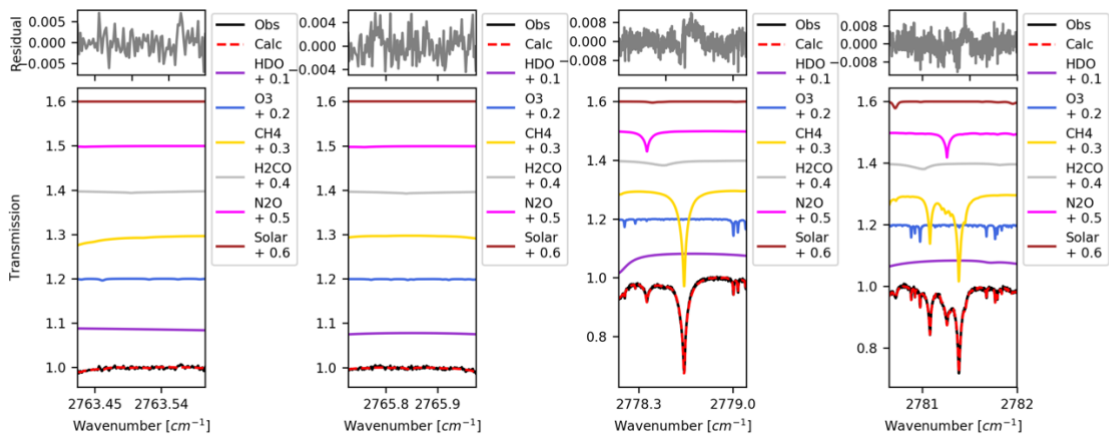 Residual
0.005
0.000
−0.005
Obs
Calc
HDO
+ 0.1
O3
+ 0.2
CH4
+ 0.3
H2CO
+ 0.4
N2O
+ 0.5
Solar
+ 0.6
Transmission
1.6
1.5
1.4
1.3
1.2
1.1
1.0
2763.45
2763.54
Wavenumber [cm⁻¹]
0.004
0.000
−0.004
Obs
Calc
HDO
+ 0.1
O3
+ 0.2
CH4
+ 0.3
H2CO
+ 0.4
N2O
+ 0.5
Solar
+ 0.6
1.6
1.5
1.4
1.3
1.2
1.1
1.0
2765.8
2765.9
Wavenumber [cm⁻¹]
0.008
0.000
−0.008
Obs
Calc
HDO
+ 0.1
O3
+ 0.2
CH4
+ 0.3
H2CO
+ 0.4
N2O
+ 0.5
Solar
+ 0.6
1.6
1.4
1.2
1.0
0.8
2778.3
2779.0
Wavenumber [cm⁻¹]
0.008
0.000
−0.008
Obs
Calc
HDO
+ 0.1
O3
+ 0.2
CH4
+ 0.3
H2CO
+ 0.4
N2O
+ 0.5
Solar
+ 0.6
1.6
1.4
1.2
1.0
0.8
2781
2782
Wavenumber [cm⁻¹]